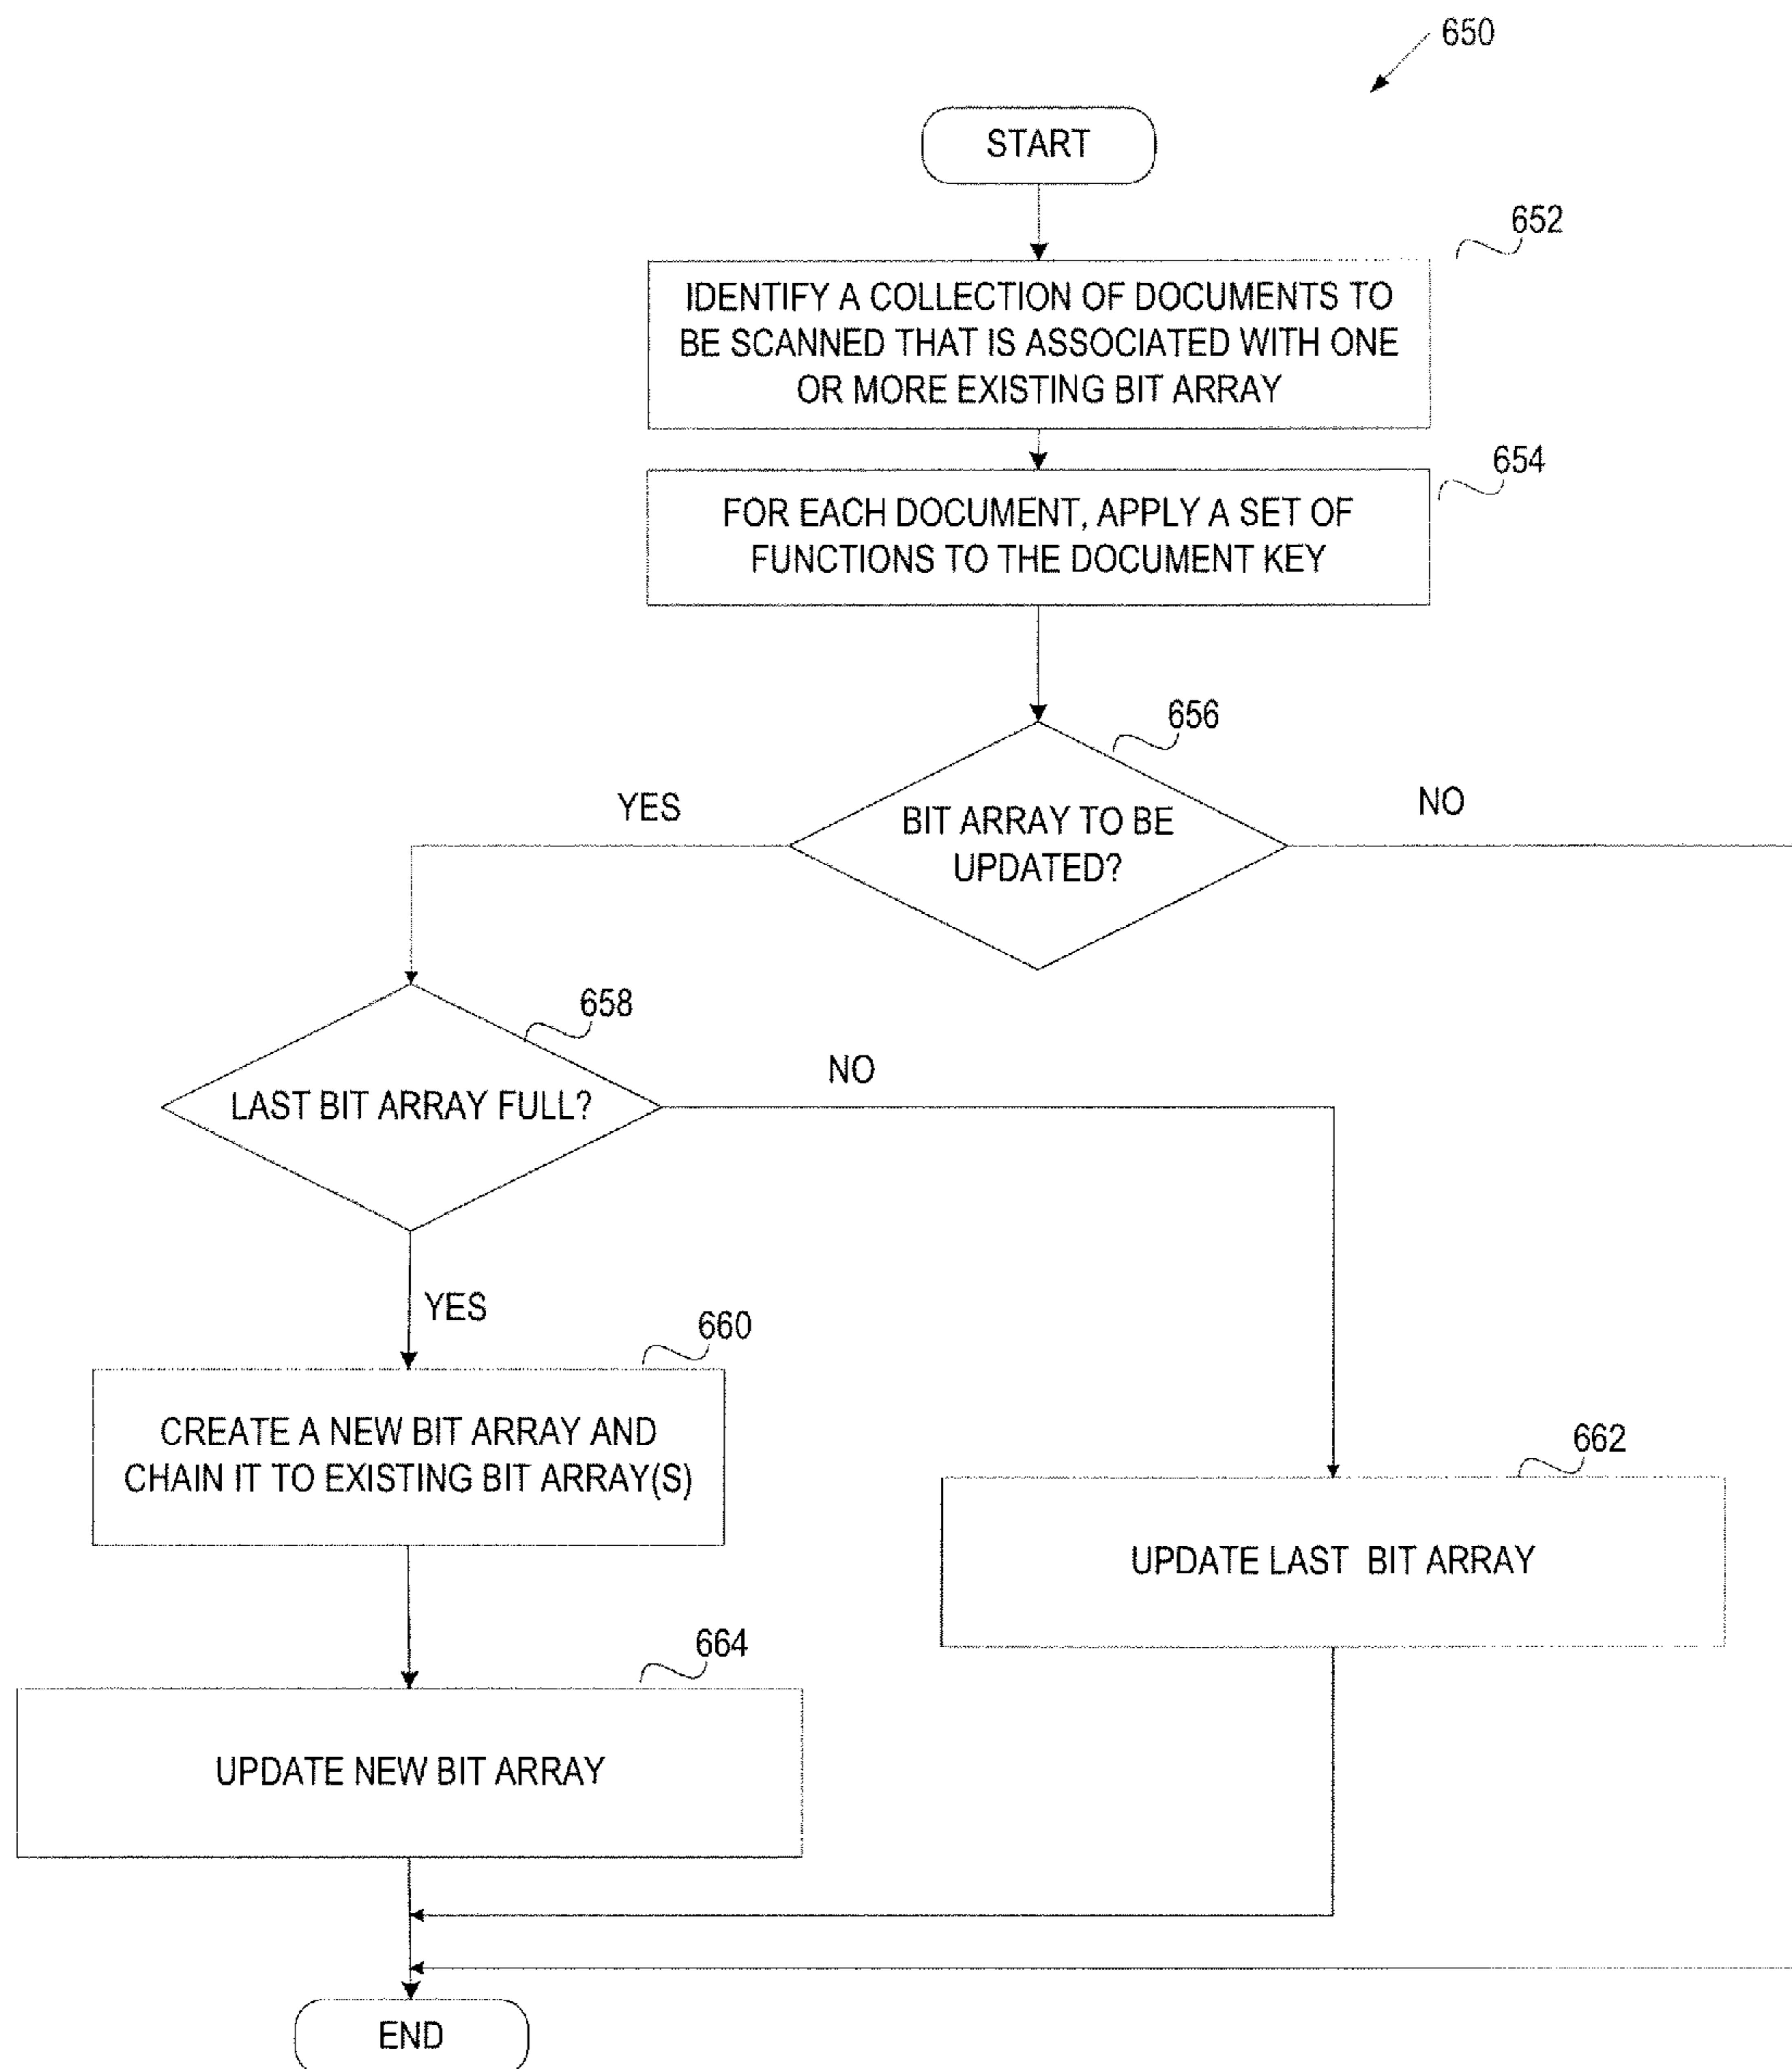 650
START
652
IDENTIFY A COLLECTION OF DOCUMENTS TO
BE SCANNED THAT IS ASSOCIATED WITH ONE
OR MORE EXISTING BIT ARRAY
654
FOR EACH DOCUMENT, APPLY A SET OF
FUNCTIONS TO THE DOCUMENT KEY
656
YES
NO
BIT ARRAY TO BE
UPDATED?
658
NO
LAST BIT ARRAY FULL?
YES
660
CREATE A NEW BIT ARRAY AND
CHAIN IT TO EXISTING BIT ARRAY(S)
662
UPDATE LAST BIT ARRAY
664
UPDATE NEW BIT ARRAY
END